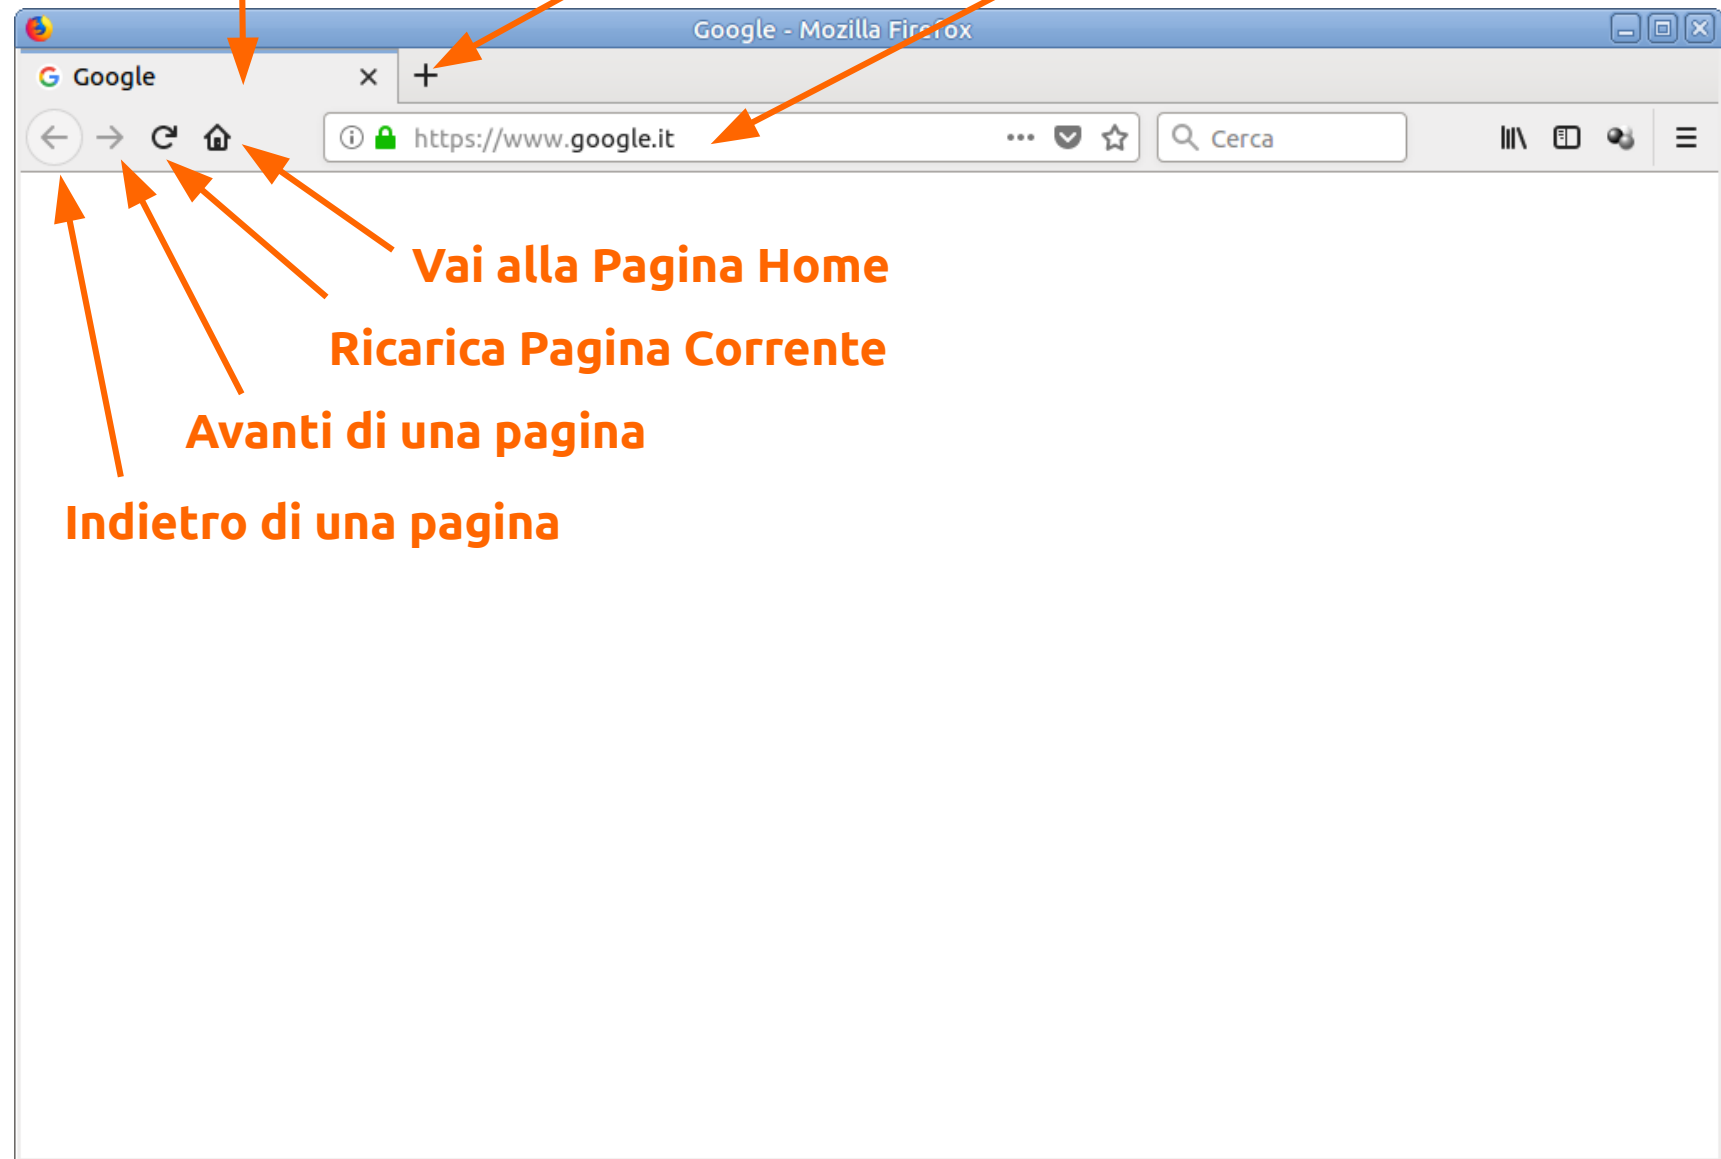 Google - Mozilla Firefox
Google
https://www.google.it
Cerca
Vai alla Pagina Home
Ricarica Pagina Corrente
Avanti di una pagina
Indietro di una pagina